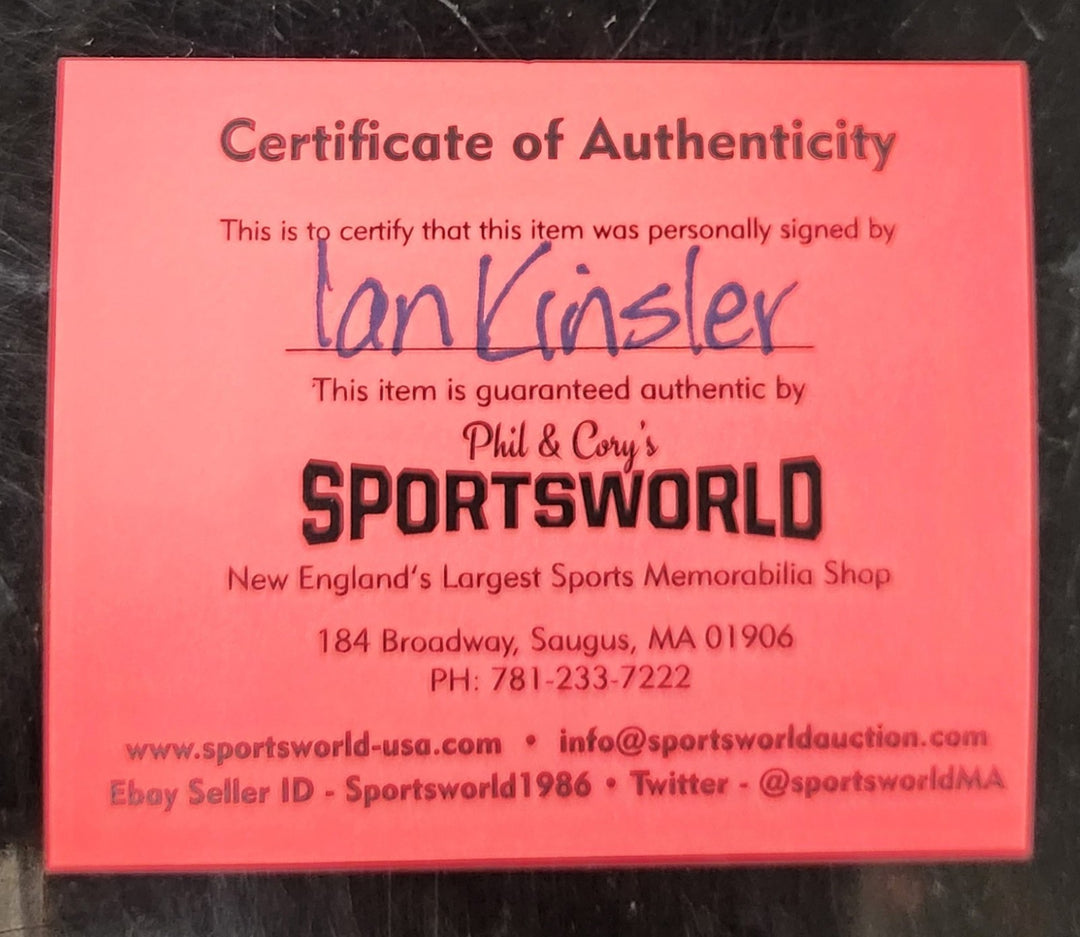 Certificate of Authenticity
This is to certify that this item was personally signed by
Ian Kinsler
This item is guaranteed authentic by
Phil & Cory's
SPORTSWORLD
New England's Largest Sports Memorabilia Shop
184 Broadway, Saugus, MA 01906
PH: 781-233-7222
www.sportsworld-usa.com • info@sportsworldauction.com
Ebay Seller ID - Sportsworld1986 • Twitter - @sportsworldMA